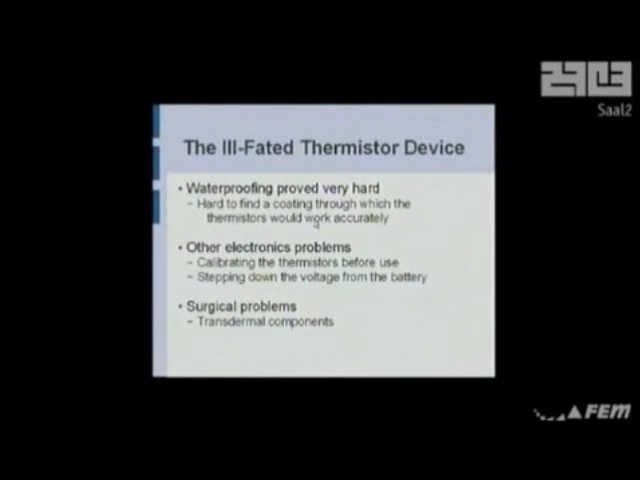 29C3
Saal2
The Ill-Fated Thermistor Device
• Waterproofing proved very hard
– Hard to find a coating through which the
thermistors would work accurately
• Other electronics problems
– Calibrating the thermistors before use
– Stepping down the voltage from the battery
• Surgical problems
– Transdermal components
FEM